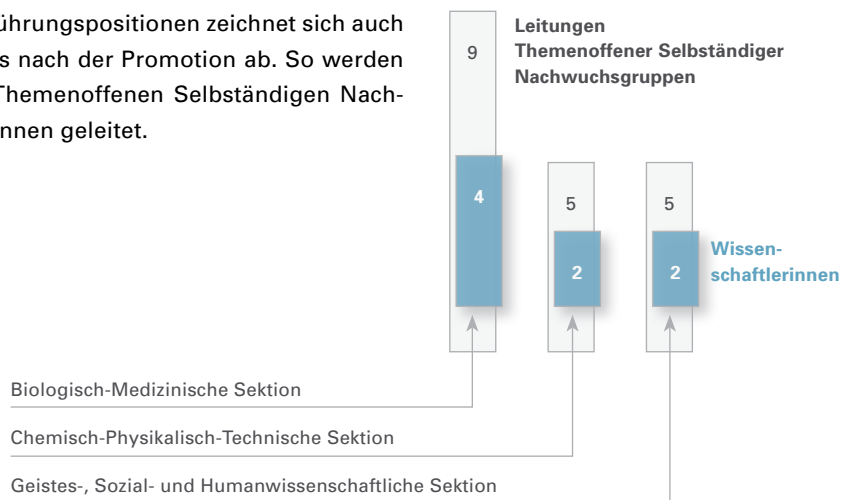 ührungspositionen zeichnet sich auch
s nach der Promotion ab. So werden
Themenoffenen Selbständigen Nach-
innen geleitet.
Leitungen
Themenoffener Selbständiger
Nachwuchsgruppen
9
4
5
2
5
2
Wissen-
schaftlerinnen
Biologisch-Medizinische Sektion
Chemisch-Physikalisch-Technische Sektion
Geistes-, Sozial- und Humanwissenschaftliche Sektion